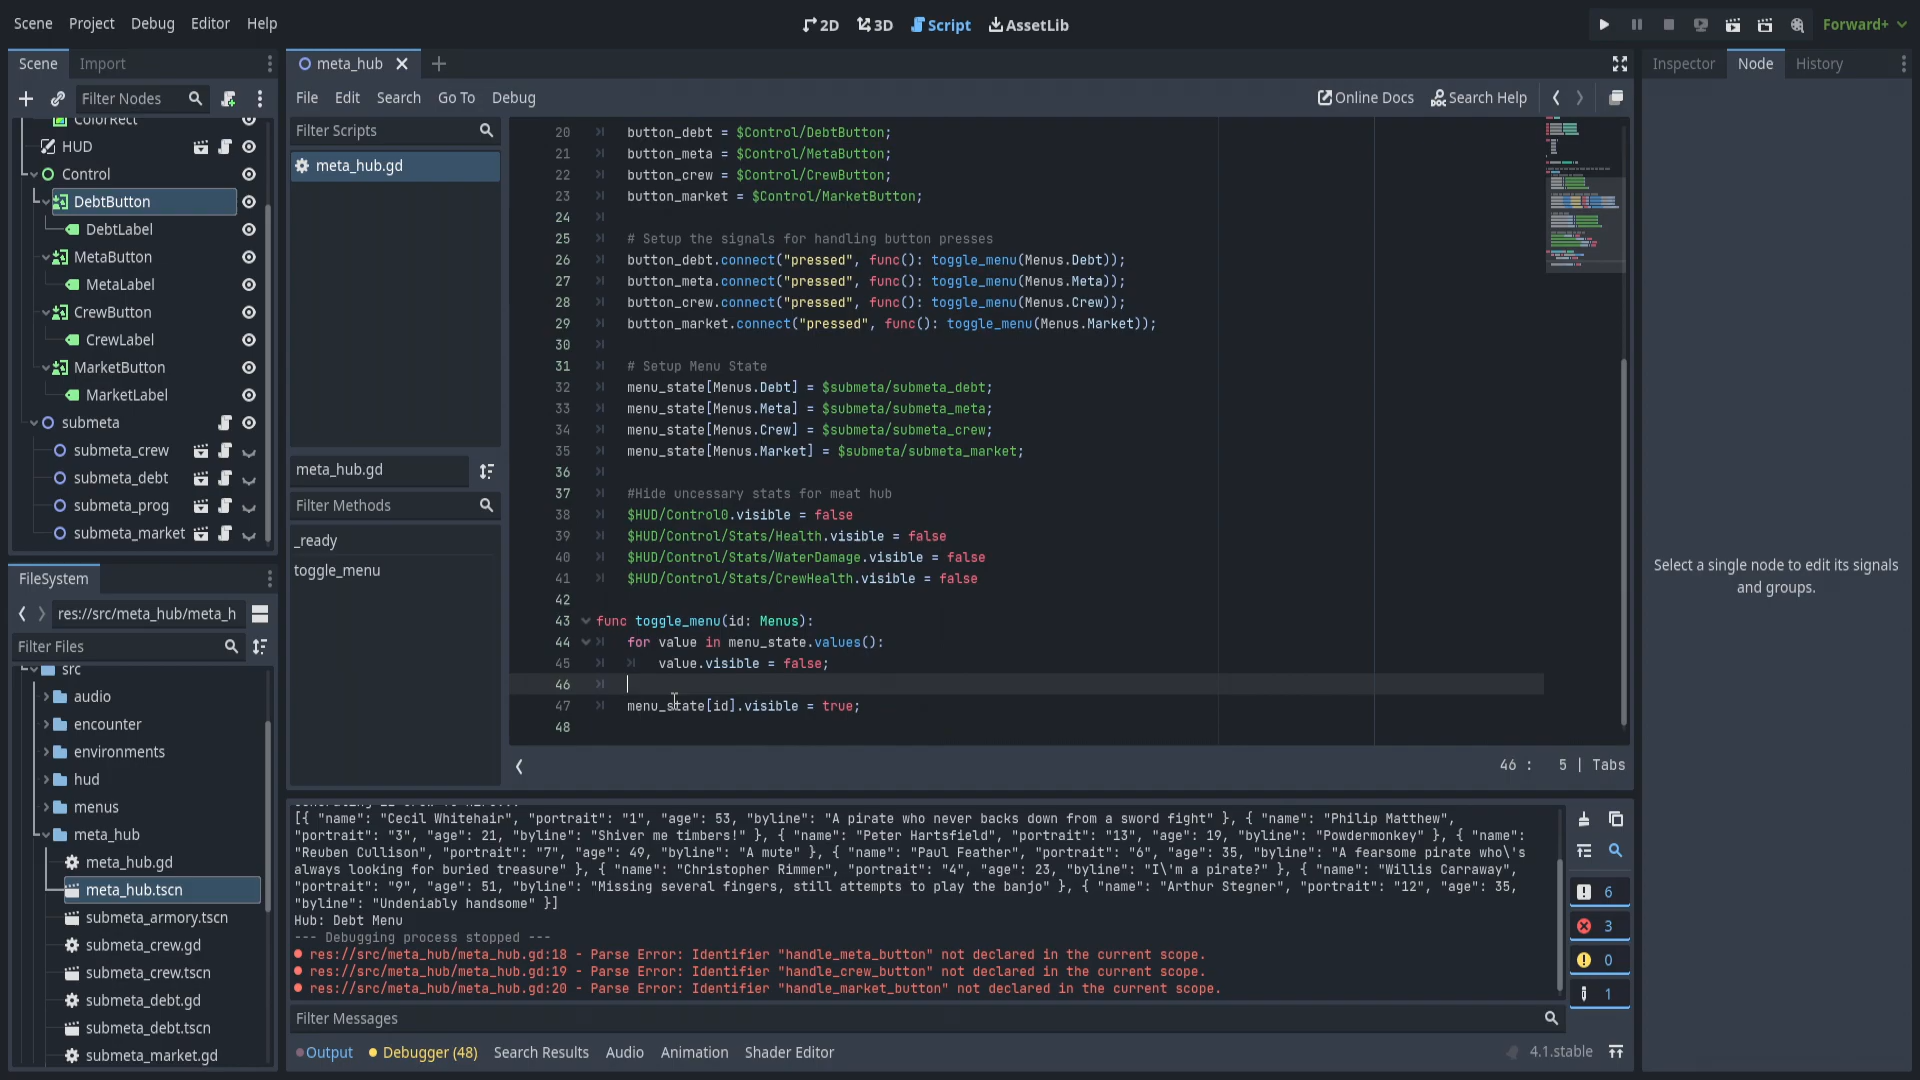 Scene Project Debug Editor Help
2D 3D Script AssetLib
Forward+
Scene Import
Filter Nodes
ColorRect
HUD
Control
DebtButton
DebtLabel
MetaButton
MetaLabel
CrewButton
CrewLabel
MarketButton
MarketLabel
submeta
submeta_crew
submeta_debt
submeta_prog
submeta_market
FileSystem
res://src/meta_hub/meta_h
Filter Files
src
audio
encounter
environments
hud
menus
meta_hub
meta_hub.gd
meta_hub.tscn
submeta_armory.tscn
submeta_crew.gd
submeta_crew.tscn
submeta_debt.gd
submeta_debt.tscn
submeta_market.gd
meta_hub
File Edit Search Go To Debug
Online Docs Search Help
Filter Scripts
meta_hub.gd
meta_hub.gd
Filter Methods
_ready
toggle_menu
20 button_debt = $Control/DebtButton;
21 button_meta = $Control/MetaButton;
22 button_crew = $Control/CrewButton;
23 button_market = $Control/MarketButton;
24
25 # Setup the signals for handling button presses
26 button_debt.connect("pressed", func(): toggle_menu(Menus.Debt));
27 button_meta.connect("pressed", func(): toggle_menu(Menus.Meta));
28 button_crew.connect("pressed", func(): toggle_menu(Menus.Crew));
29 button_market.connect("pressed", func(): toggle_menu(Menus.Market));
30
31 # Setup Menu State
32 menu_state[Menus.Debt] = $submeta/submeta_debt;
33 menu_state[Menus.Meta] = $submeta/submeta_meta;
34 menu_state[Menus.Crew] = $submeta/submeta_crew;
35 menu_state[Menus.Market] = $submeta/submeta_market;
36
37 #Hide uncessary stats for meat hub
38 $HUD/Control0.visible = false
39 $HUD/Control/Stats/Health.visible = false
40 $HUD/Control/Stats/WaterDamage.visible = false
41 $HUD/Control/Stats/CrewHealth.visible = false
42
43 func toggle_menu(id: Menus):
44 for value in menu_state.values():
45 value.visible = false;
46
47 menu_state[id].visible = true;
48
46 : 5 | Tabs
[{ "name": "Cecil Whitehair", "portrait": "1", "age": 53, "byline": "A pirate who never backs down from a sword fight" }, { "name": "Philip Matthew",
"portrait": "3", "age": 21, "byline": "Shiver me timbers!" }, { "name": "Peter Hartsfield", "portrait": "13", "age": 19, "byline": "Powdermonkey" }, { "name":
"Reuben Cullison", "portrait": "7", "age": 49, "byline": "A mute" }, { "name": "Paul Feather", "portrait": "6", "age": 35, "byline": "A fearsome pirate who\'s
always looking for buried treasure" }, { "name": "Christopher Rimmer", "portrait": "4", "age": 23, "byline": "I\'m a pirate?" }, { "name": "Willis Carraway",
"portrait": "9", "age": 51, "byline": "Missing several fingers, still attempts to play the banjo" }, { "name": "Arthur Stegner", "portrait": "12", "age": 35,
"byline": "Undeniably handsome" }]
Hub: Debt Menu
--- Debugging process stopped ---
res://src/meta_hub/meta_hub.gd:18 - Parse Error: Identifier "handle_meta_button" not declared in the current scope.
res://src/meta_hub/meta_hub.gd:19 - Parse Error: Identifier "handle_crew_button" not declared in the current scope.
res://src/meta_hub/meta_hub.gd:20 - Parse Error: Identifier "handle_market_button" not declared in the current scope.
6
3
0
1
Filter Messages
Output Debugger (48) Search Results Audio Animation Shader Editor
4.1.stable
Inspector Node History
Select a single node to edit its signals
and groups.